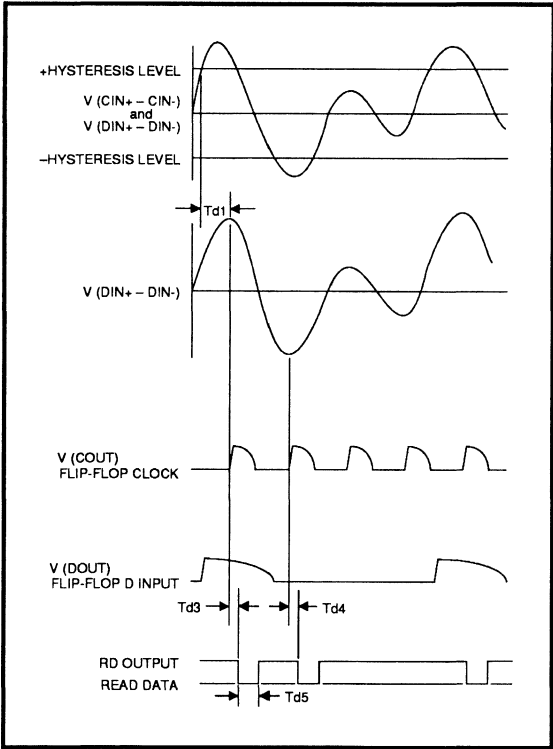 +HYSTERESIS LEVEL
V (CIN+ – CIN-)
and
V (DIN+ – DIN-)
–HYSTERESIS LEVEL
Td1
V (DIN+ – DIN-)
V (COUT)
FLIP-FLOP CLOCK
V (DOUT)
FLIP-FLOP D INPUT
Td3
Td4
RD OUTPUT
READ DATA
Td5